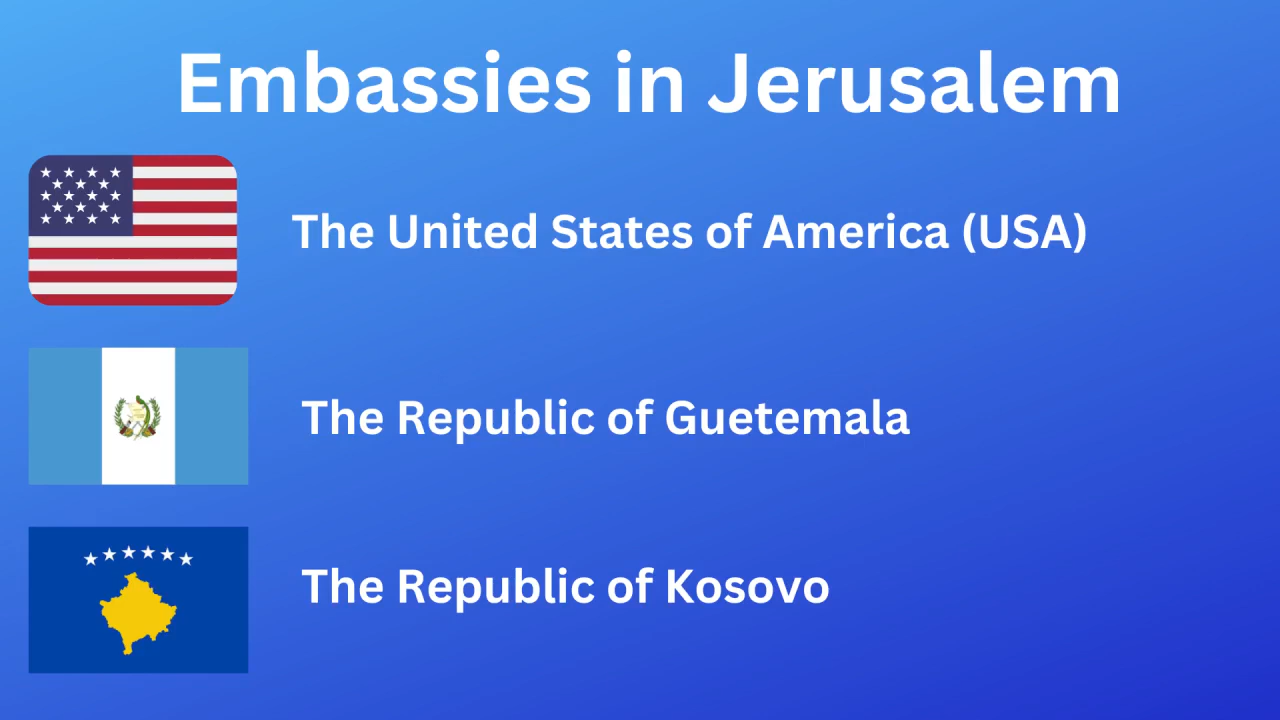 Embassies in Jerusalem
The United States of America (USA)
The Republic of Guetemala
The Republic of Kosovo